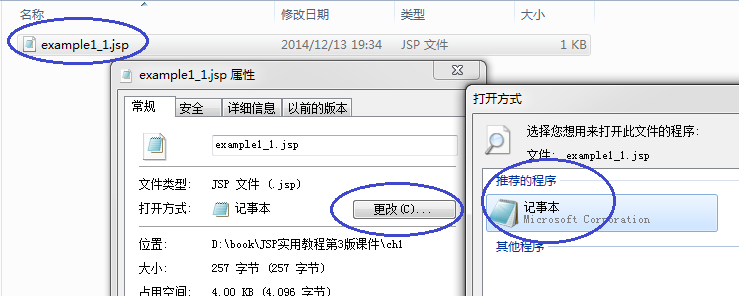 名称 修改日期 类型 大小
example1_1.jsp 2014/12/13 19:34 JSP 文件 1 KB
example1_1.jsp 属性
常规 安全 详细信息 以前的版本
example1_1.jsp
文件类型: JSP 文件 (.jsp)
打开方式: 记事本 更改(C)...
位置: D:\book\JSP实用教程第3版课件\ch1
大小: 257 字节 (257 字节)
占用空间: 4.00 KB (4,096 字节)
打开方式
选择您想用来打开此文件的程序:
文件: example1_1.jsp
推荐的程序
记事本
Microsoft Corporation
其他程序